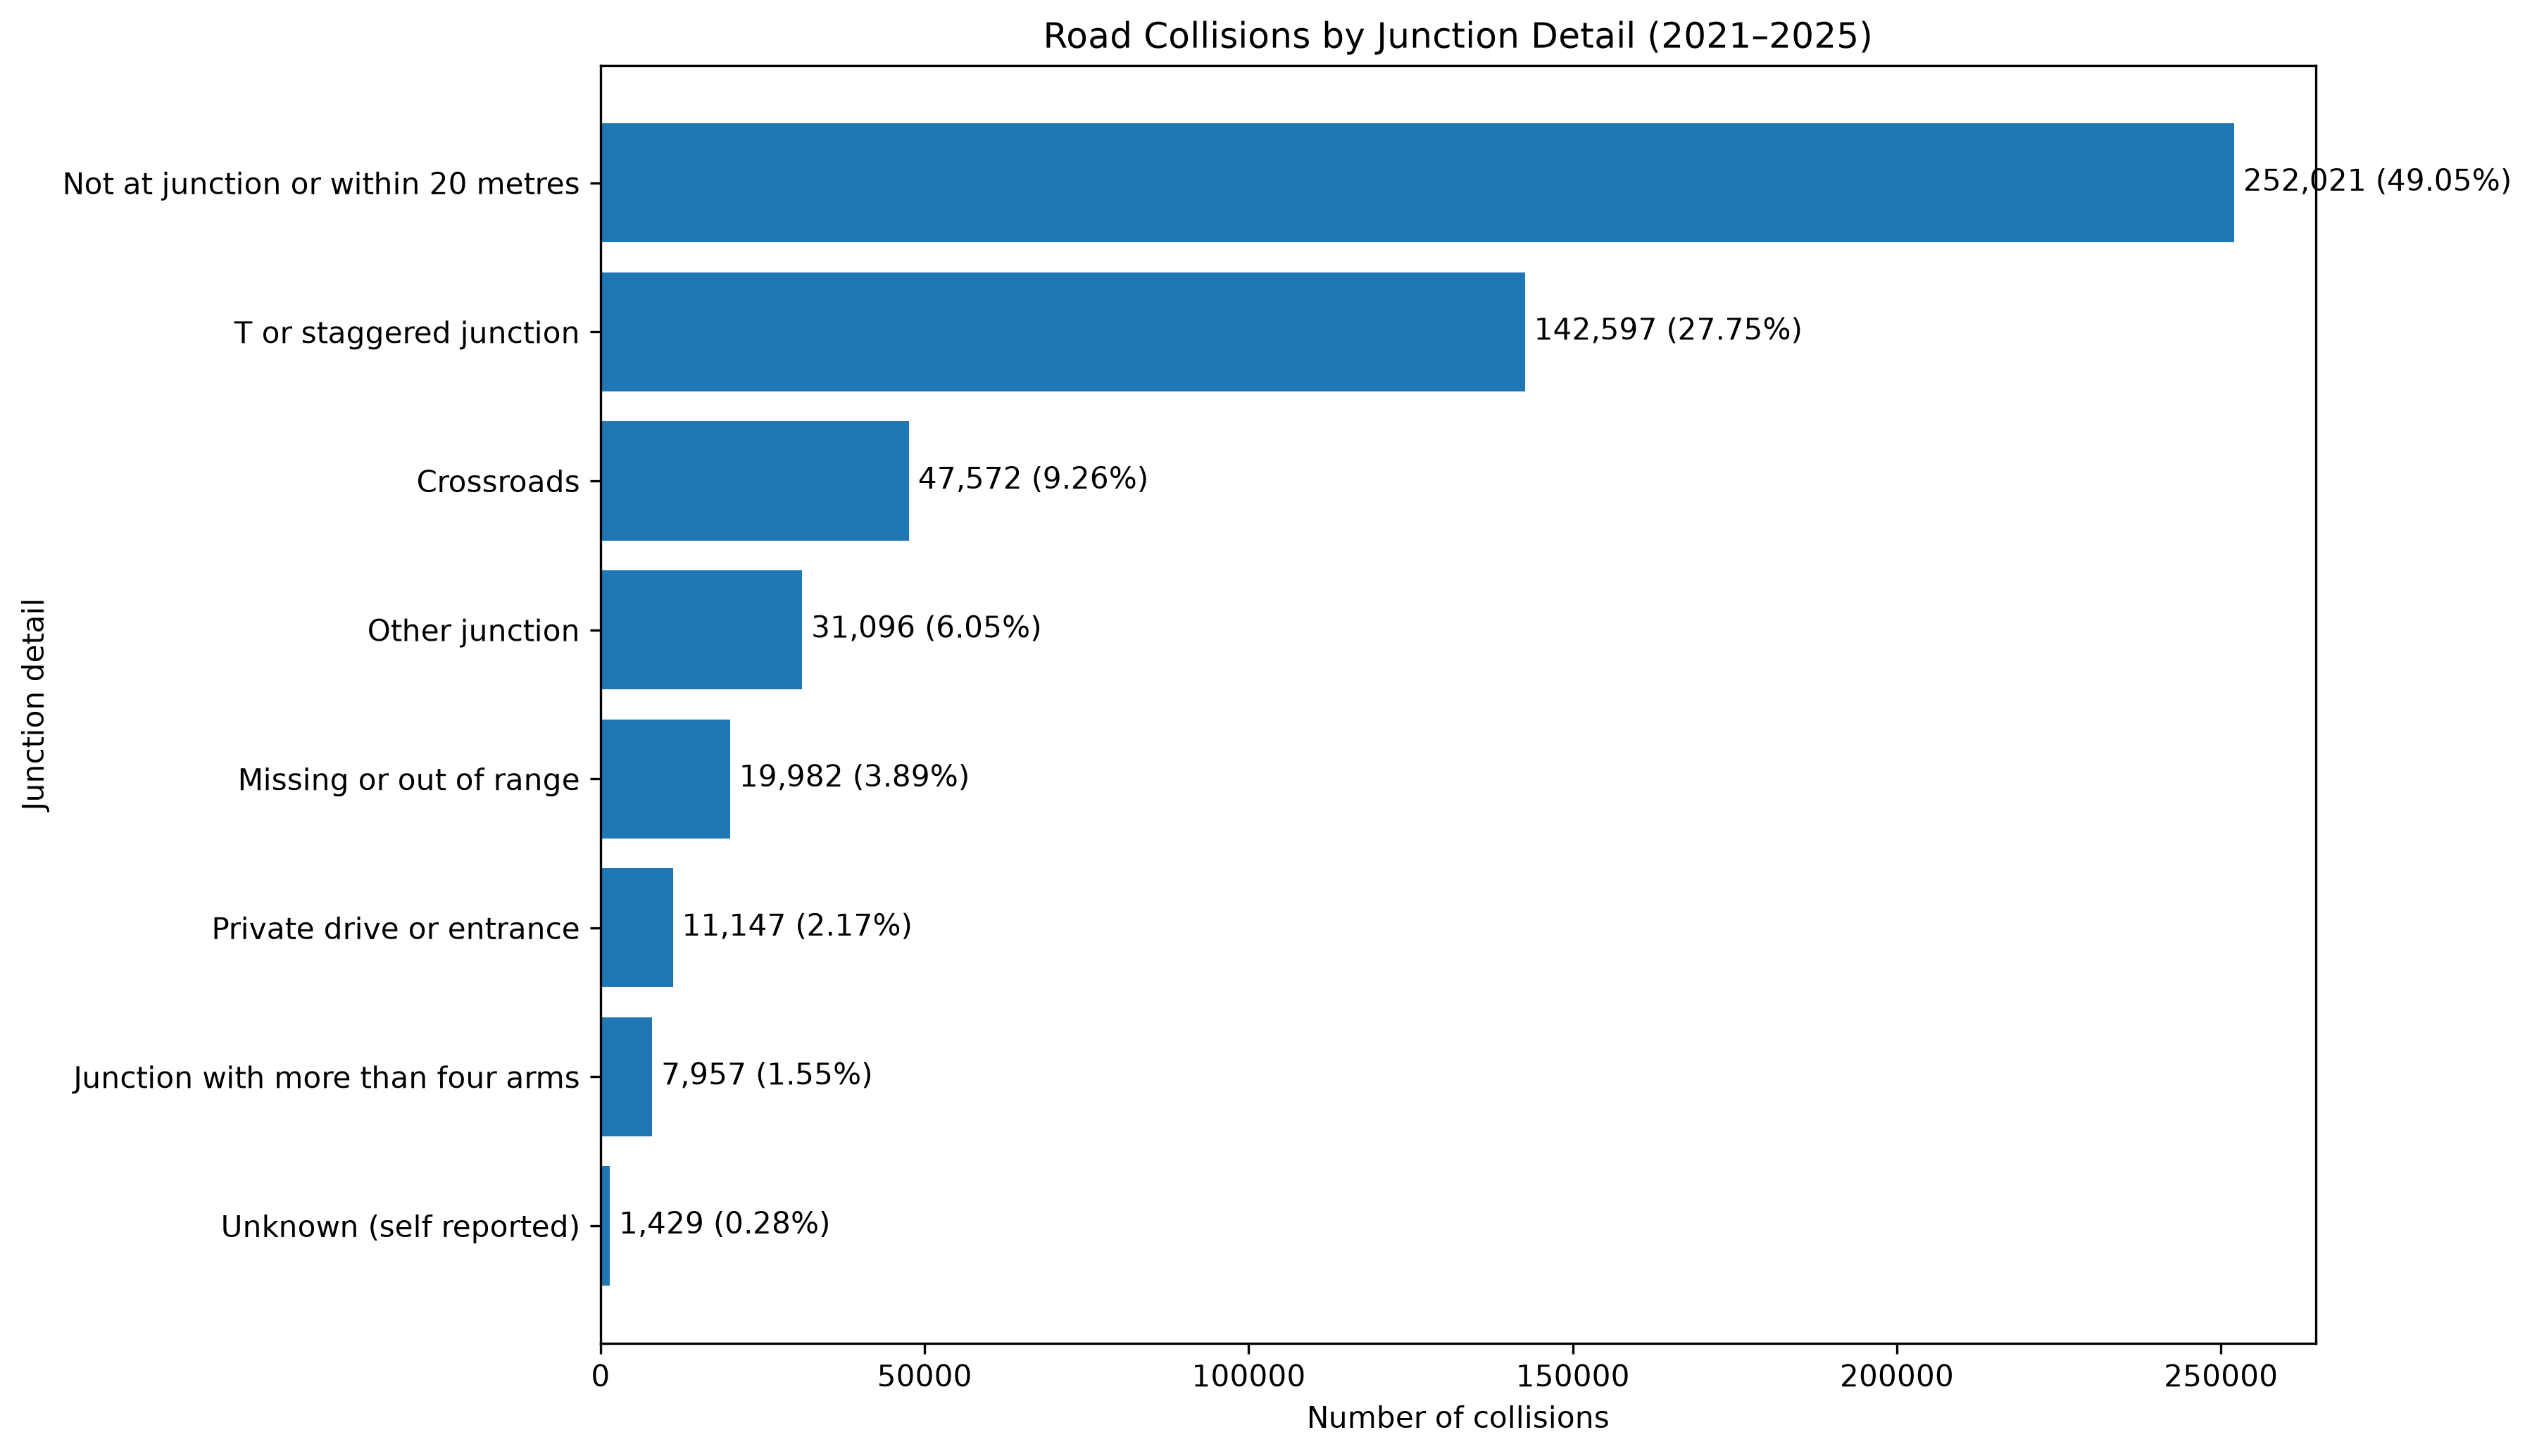 Road Collisions by Junction Detail (2021–2025)
Junction detail
Not at junction or within 20 metres
252,021 (49.05%)
T or staggered junction
142,597 (27.75%)
Crossroads
47,572 (9.26%)
Other junction
31,096 (6.05%)
Missing or out of range
19,982 (3.89%)
Private drive or entrance
11,147 (2.17%)
Junction with more than four arms
7,957 (1.55%)
Unknown (self reported)
1,429 (0.28%)
0 50000 100000 150000 200000 250000
Number of collisions